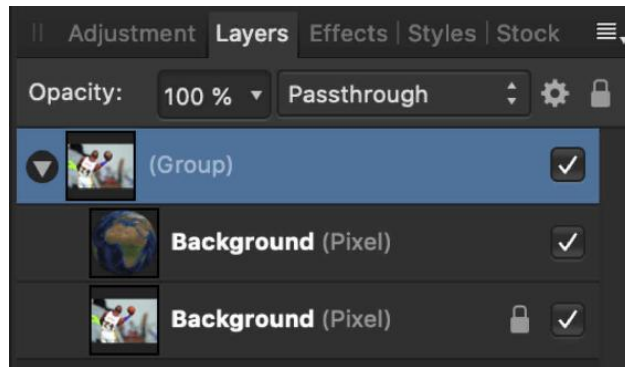 Adjustment Layers Effects Styles Stock
Opacity: 100 % Passthrough
(Group)
Background (Pixel)
Background (Pixel)